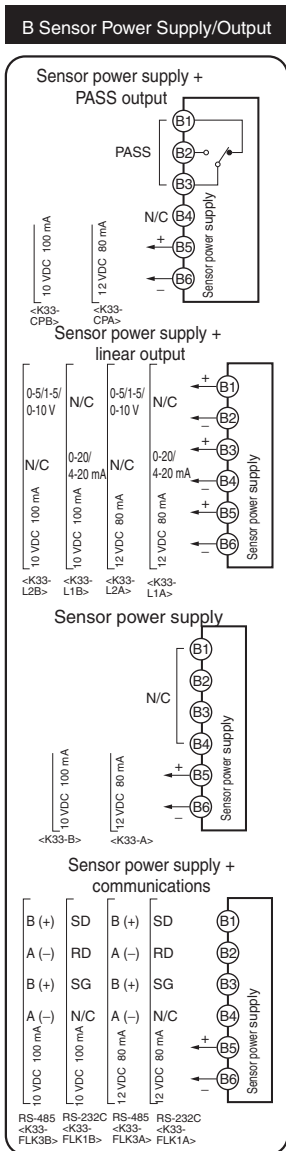 B Sensor Power Supply/Output
Sensor power supply +
PASS output
B1
PASS
B2
B3
N/C
B4
+
B5
−
B6
Sensor power supply
10 VDC 100 mA
12 VDC 80 mA
<K33-
CPB>
<K33-
CPA>
Sensor power supply +
linear output
0-5/1-5/
0-10 V
N/C
0-5/1-5/
0-10 V
N/C
+
B1
−
B2
N/C
0-20/
4-20 mA
N/C
0-20/
4-20 mA
+
B3
−
B4
10 VDC 100 mA
10 VDC 100 mA
12 VDC 80 mA
12 VDC 80 mA
+
B5
−
B6
Sensor power supply
<K33-
L2B>
<K33-
L1B>
<K33-
L2A>
<K33-
L1A>
Sensor power supply
B1
B2
N/C
B3
B4
+
B5
−
B6
Sensor power supply
10 VDC 100 mA
12 VDC 80 mA
<K33-B>
<K33-A>
Sensor power supply +
communications
B (+) SD B (+) SD B1
A (−) RD A (−) RD B2
B (+) SG B (+) SG B3
A (−) N/C A (−) N/C B4
10 VDC 100 mA
10 VDC 100 mA
12 VDC 80 mA
12 VDC 80 mA
+
B5
−
B6
Sensor power supply
RS-485
<K33-
FLK3B>
RS-232C
<K33-
FLK1B>
RS-485
<K33-
FLK3A>
RS-232C
<K33-
FLK1A>